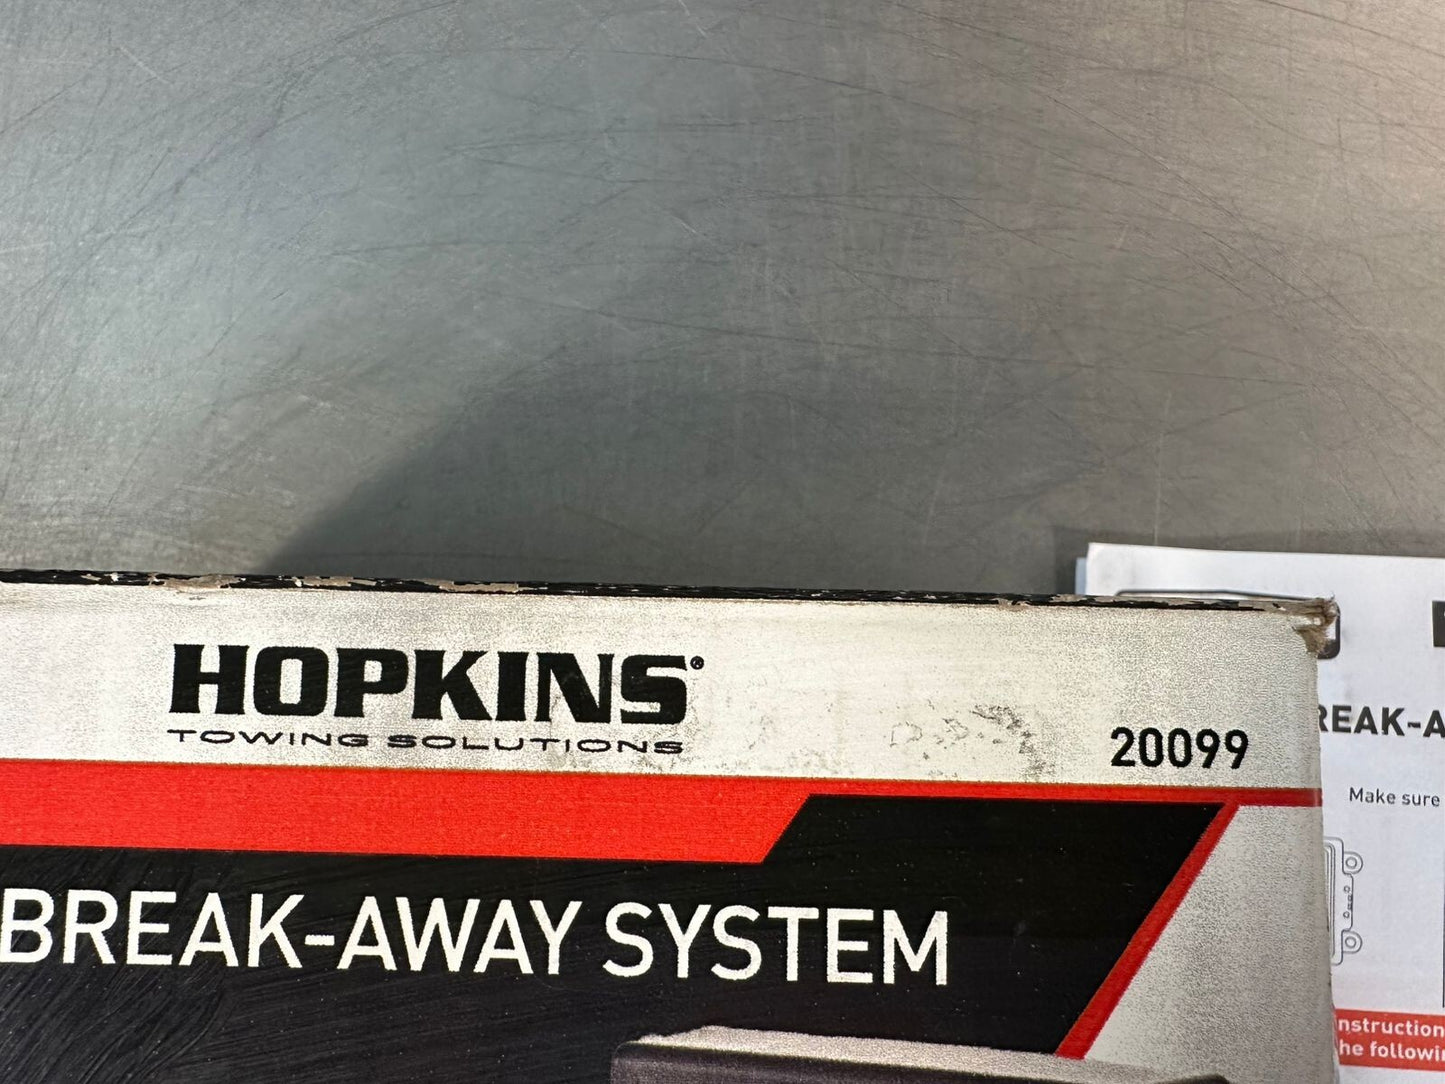 HOPKINS®
TOWING SOLUTIONS
20099
BREAK-AWAY SYSTEM
REAK-A
Make sure
nstruction
he followi